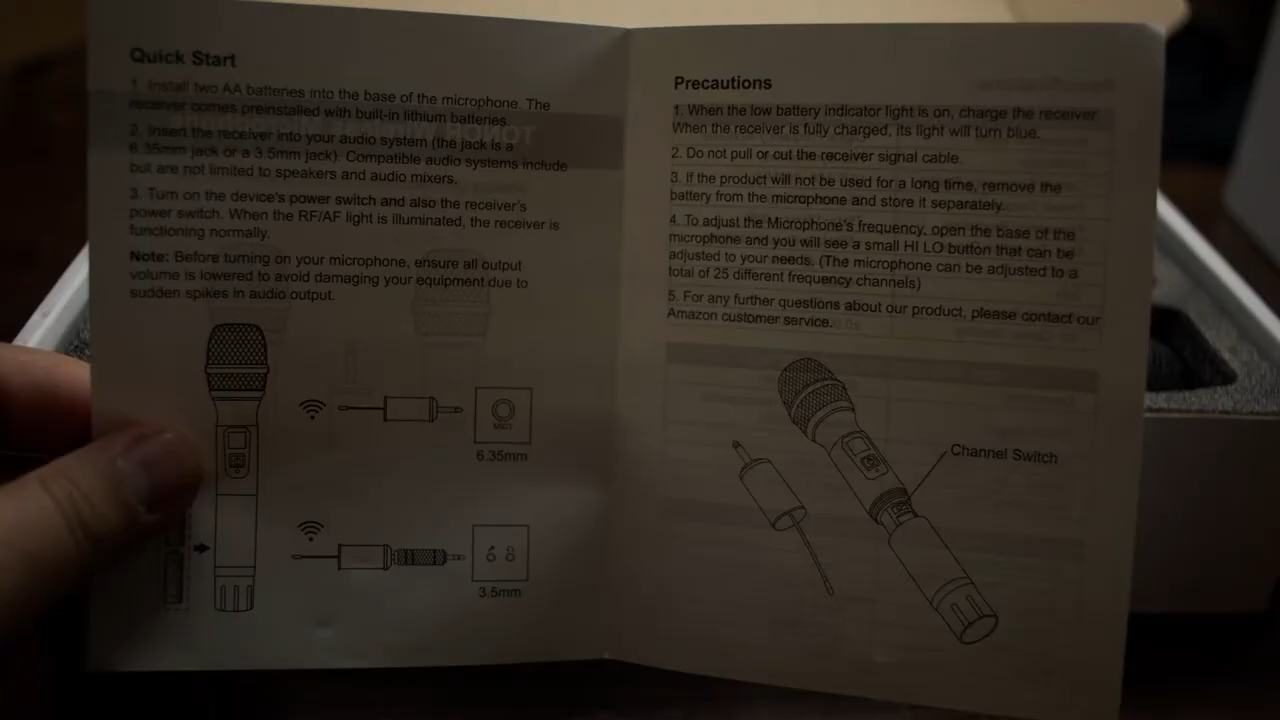 Quick Start
1. Install two AA batteries into the base of the microphone. The
receiver comes preinstalled with built-in lithium batteries.
2. Insert the receiver into your audio system (the jack is a
6.35mm jack or a 3.5mm jack). Compatible audio systems include
but are not limited to speakers and audio mixers.
3. Turn on the device's power switch and also the receiver's
power switch. When the RF/AF light is illuminated, the receiver is
functioning normally.
Note: Before turning on your microphone, ensure all output
volume is lowered to avoid damaging your equipment due to
sudden spikes in audio output.
MIC1
6.35mm
3.5mm
Precautions
1. When the low battery indicator light is on, charge the receiver.
When the receiver is fully charged, its light will turn blue.
2. Do not pull or cut the receiver signal cable.
3. If the product will not be used for a long time, remove the
battery from the microphone and store it separately.
4. To adjust the Microphone's frequency, open the base of the
microphone and you will see a small HI LO button that can be
adjusted to your needs. (The microphone can be adjusted to a
total of 25 different frequency channels)
5. For any further questions about our product, please contact our
Amazon customer service.
Channel Switch